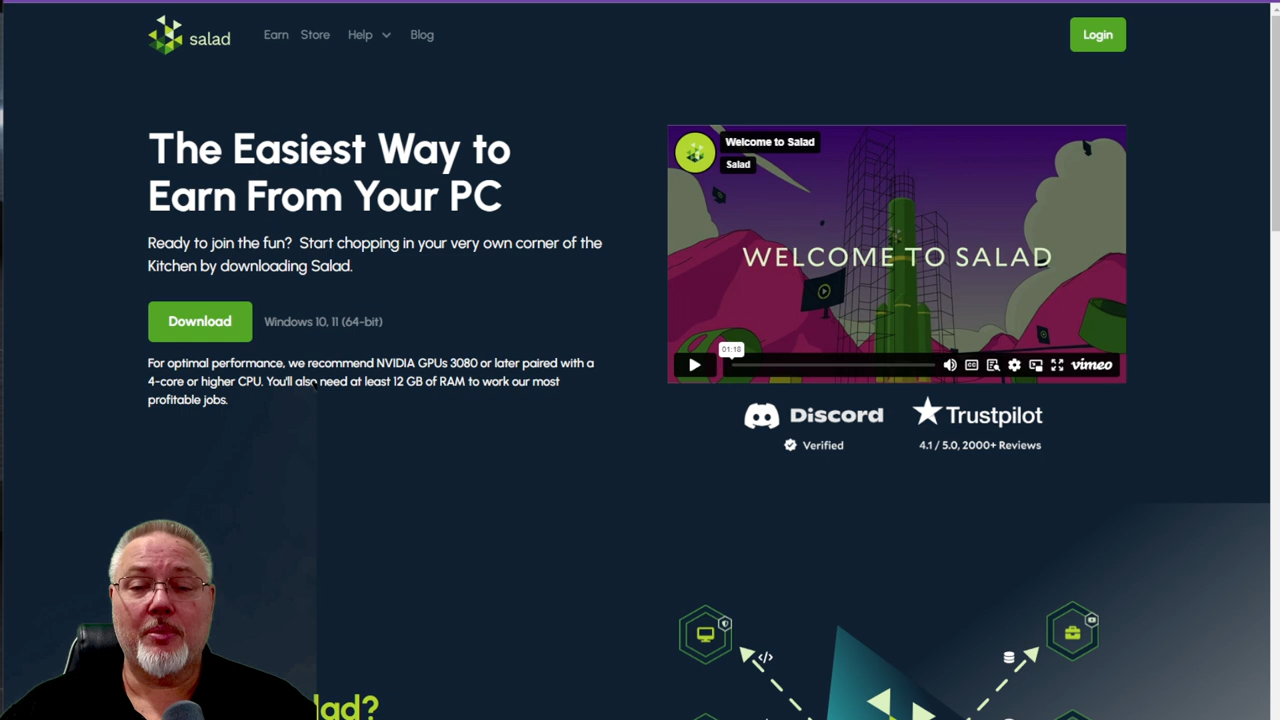 salad
Earn
Store
Help
Blog
Login
The Easiest Way to
Earn From Your PC
Ready to join the fun? Start chopping in your very own corner of the
Kitchen by downloading Salad.
Download
Windows 10, 11 (64-bit)
For optimal performance, we recommend NVIDIA GPUs 3080 or later paired with a
4-core or higher CPU. You'll also need at least 12 GB of RAM to work our most
profitable jobs.
Welcome to Salad
Salad
WELCOME TO SALAD
01:18
CC
vimeo
Discord
Verified
Trustpilot
4.1 / 5.0, 2000+ Reviews
</> 
lad?